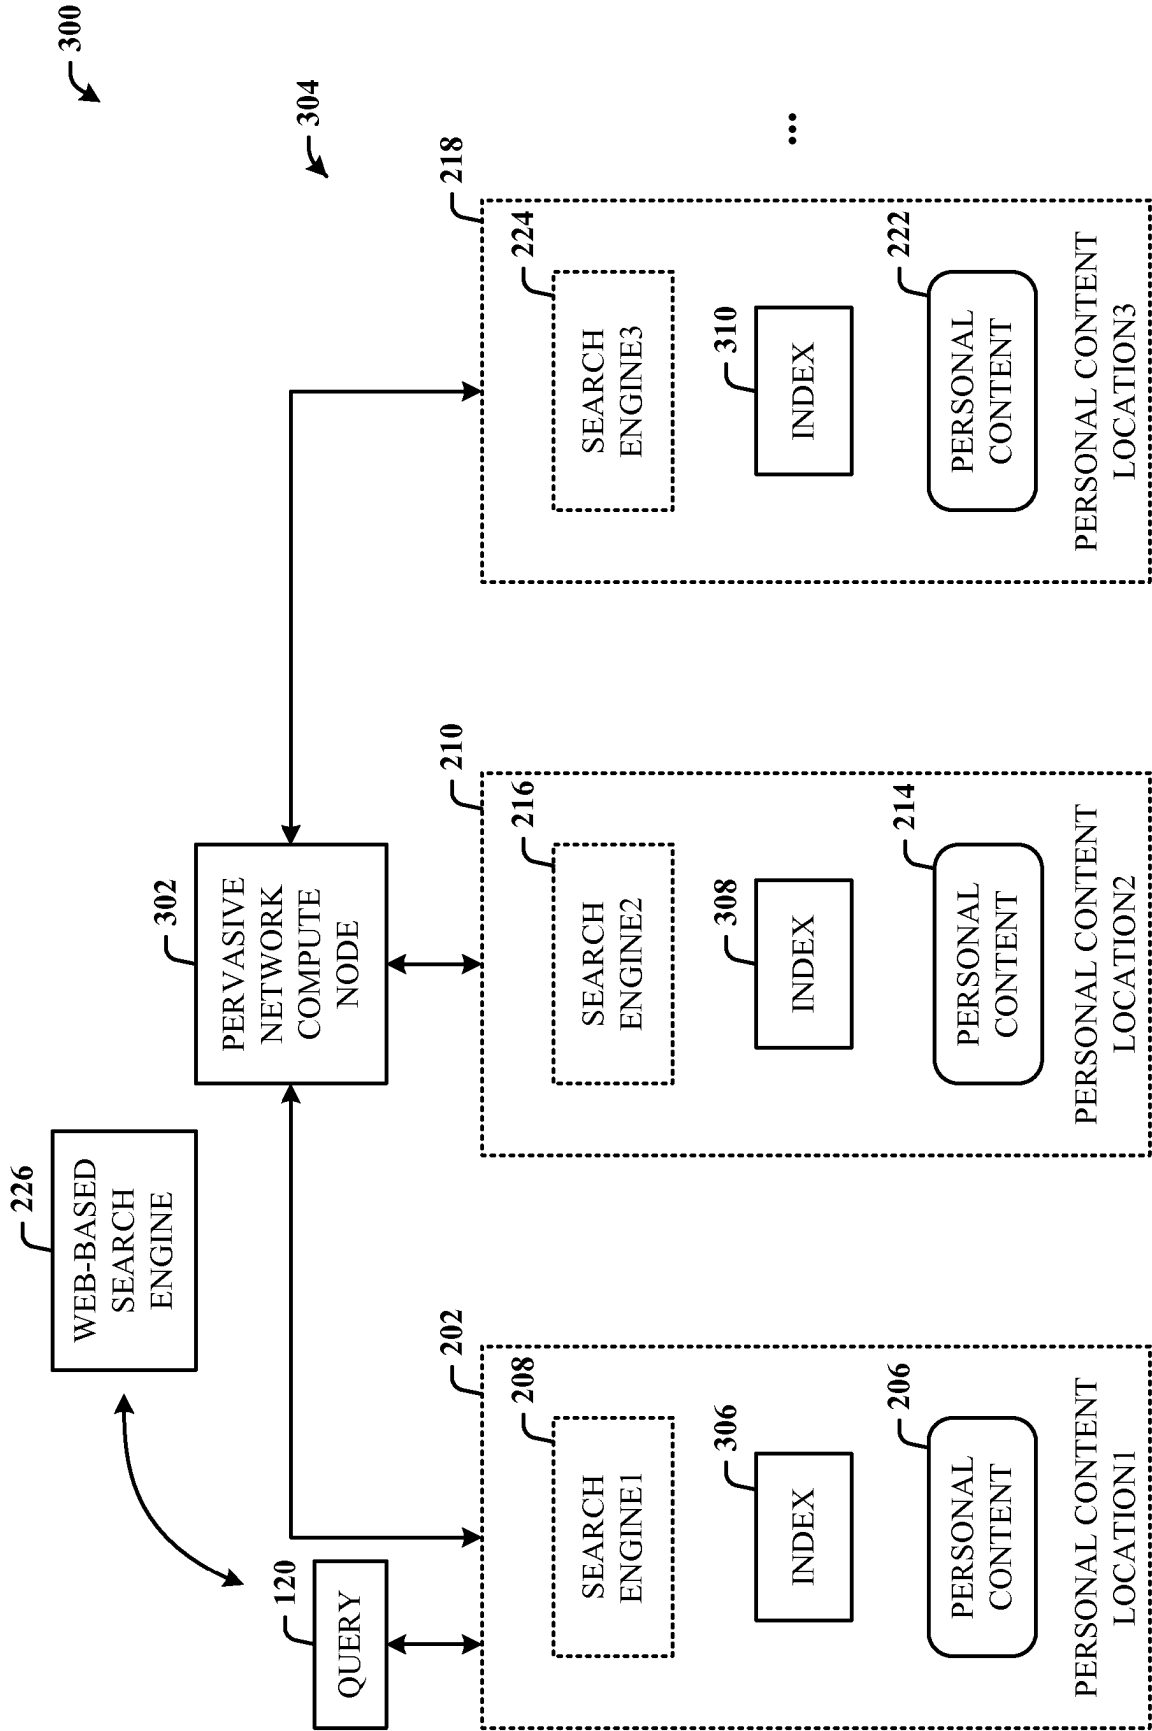 300
226
WEB-BASED
SEARCH
ENGINE
302
PERVASIVE
NETWORK
COMPUTE
NODE
304
120
QUERY
202
208
SEARCH
ENGINE1
306
INDEX
206
PERSONAL
CONTENT
PERSONAL CONTENT
LOCATION1
210
216
SEARCH
ENGINE2
308
INDEX
214
PERSONAL
CONTENT
PERSONAL CONTENT
LOCATION2
218
224
SEARCH
ENGINE3
310
INDEX
222
PERSONAL
CONTENT
PERSONAL CONTENT
LOCATION3
...